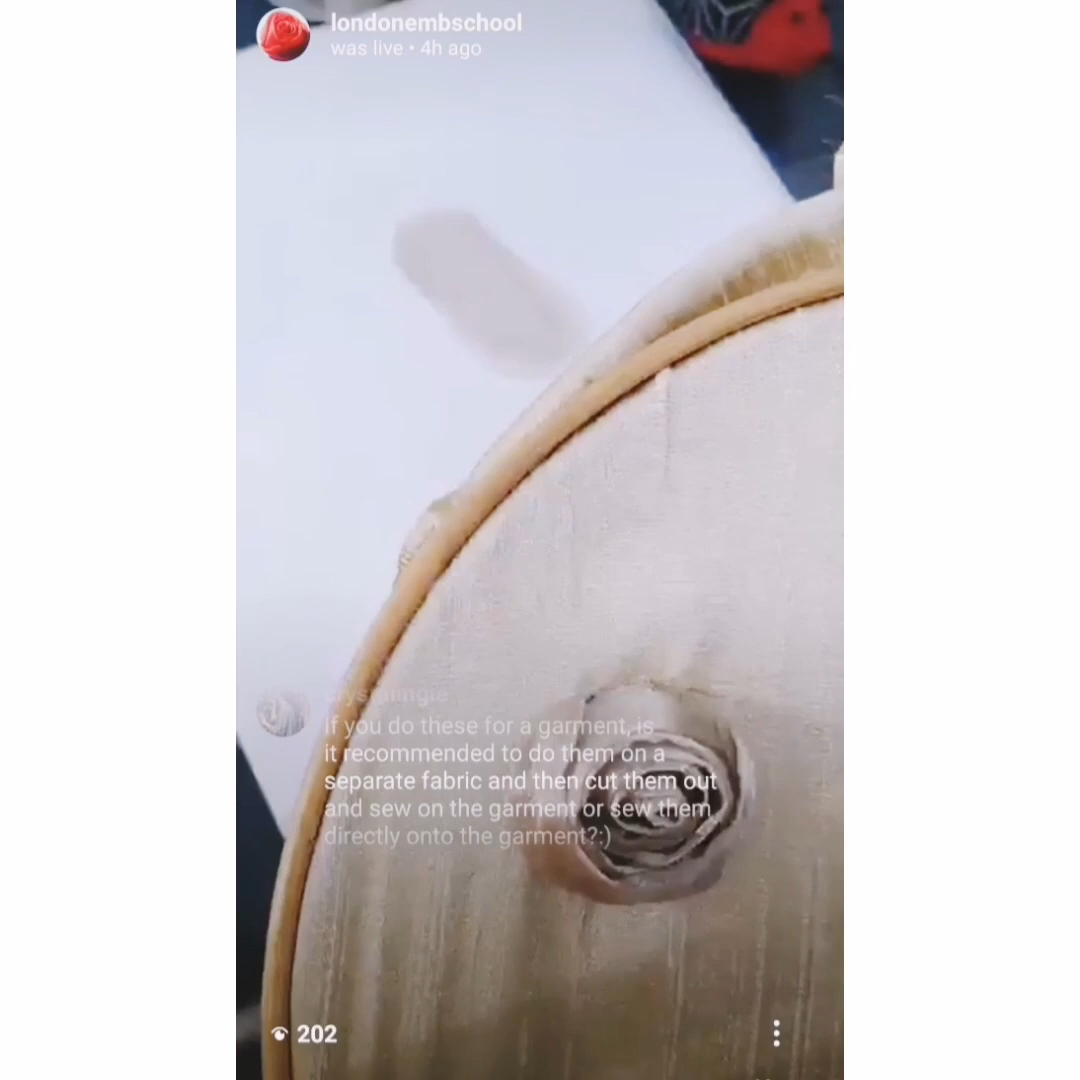 londonembschool
was live • 4h ago
If you do these for a garment, is
it recommended to do them on a
separate fabric and then cut them out
and sew on the garment or sew them
directly onto the garment?:)
202